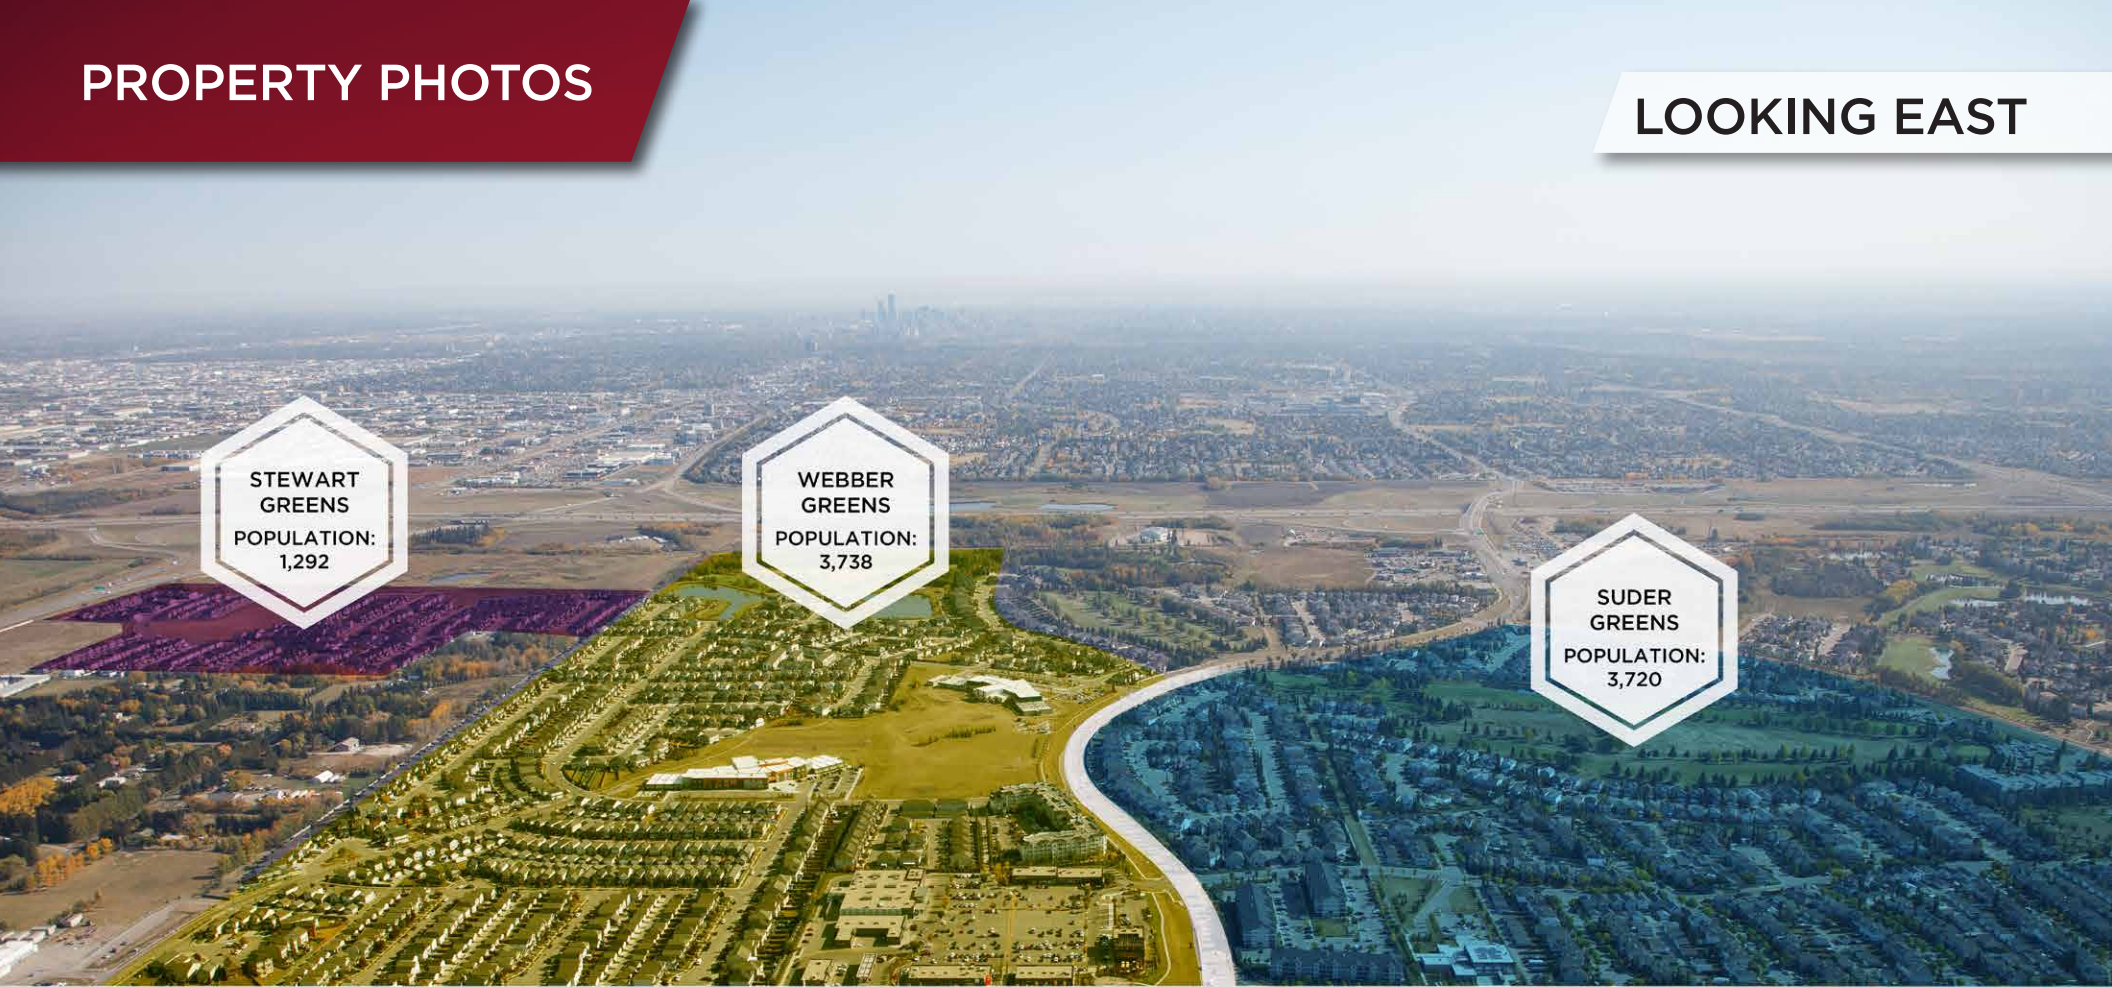 PROPERTY PHOTOS
LOOKING EAST
STEWART
GREENS
POPULATION:
1,292
WEBBER
GREENS
POPULATION:
3,738
SUDER
GREENS
POPULATION:
3,720